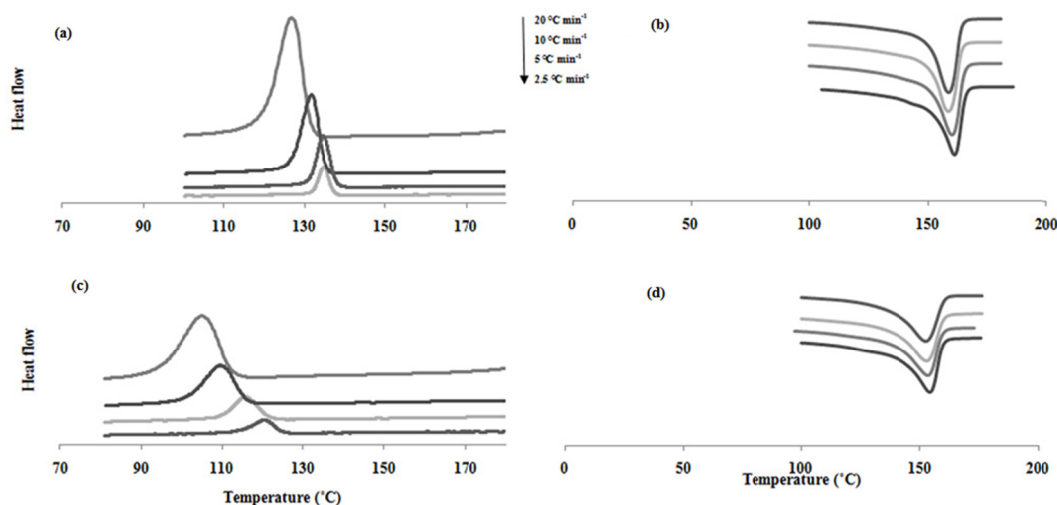 (a)
20 °C min⁻¹
10 °C min⁻¹
5 °C min⁻¹
2.5 °C min⁻¹
(b)
Heat flow
70 90 110 130 150 170
0 50 100 150 200
(c)
(d)
Heat flow
70 90 110 130 150 170
0 50 100 150 200
Temperature (˚C)
Temperature (˚C)